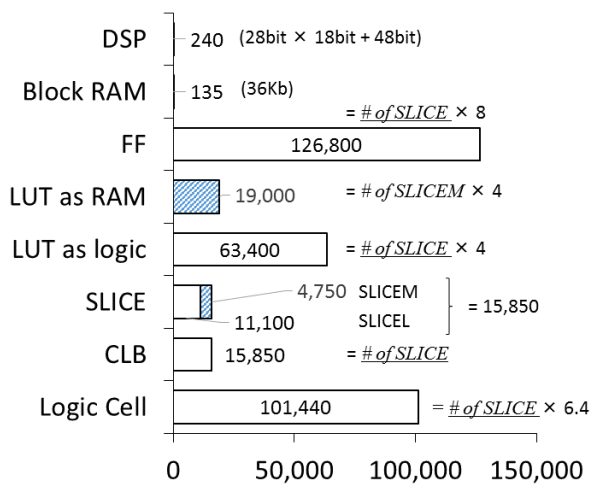 DSP 240 (28bit × 18bit + 48bit)
Block RAM 135 (36Kb)
= # of SLICE × 8
FF 126,800
LUT as RAM 19,000 = # of SLICEM × 4
LUT as logic 63,400 = # of SLICE × 4
SLICE 4,750 SLICEM = 15,850
11,100 SLICEL
CLB 15,850 = # of SLICE
Logic Cell 101,440 = # of SLICE × 6.4
0 50,000 100,000 150,000